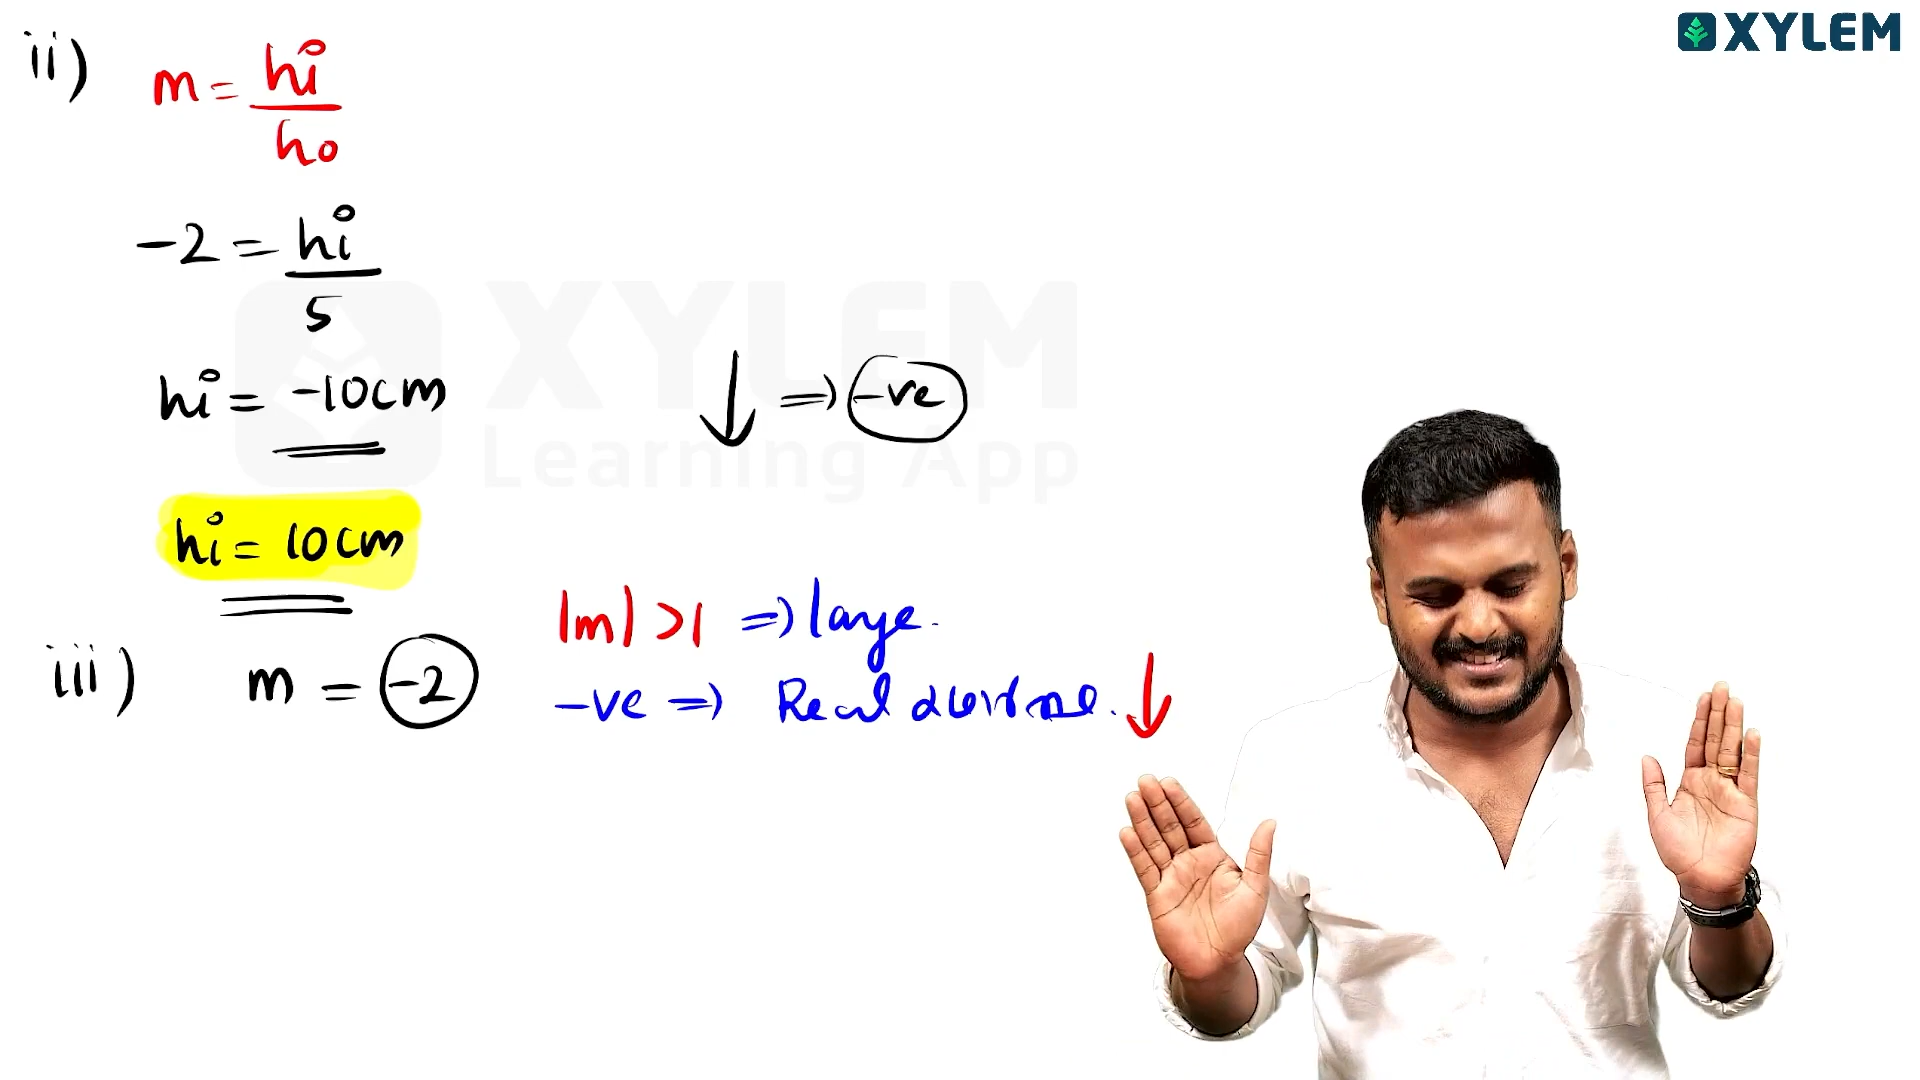 XYLEM
ii) m = hi / ho
-2 = hi / 5
hi = -10cm
↓ ⇒ -ve
XYLEM
Learning App
hi = 10cm
|m| >1 ⇒ large.
iii) m = -2
-ve ⇒ Real ↓